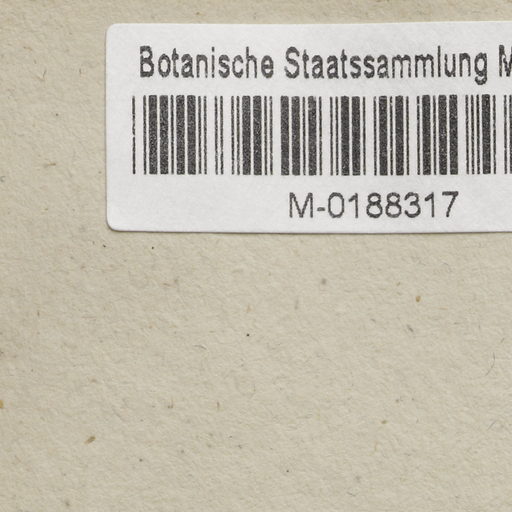 Botanische Staatssammlung
M-0188317